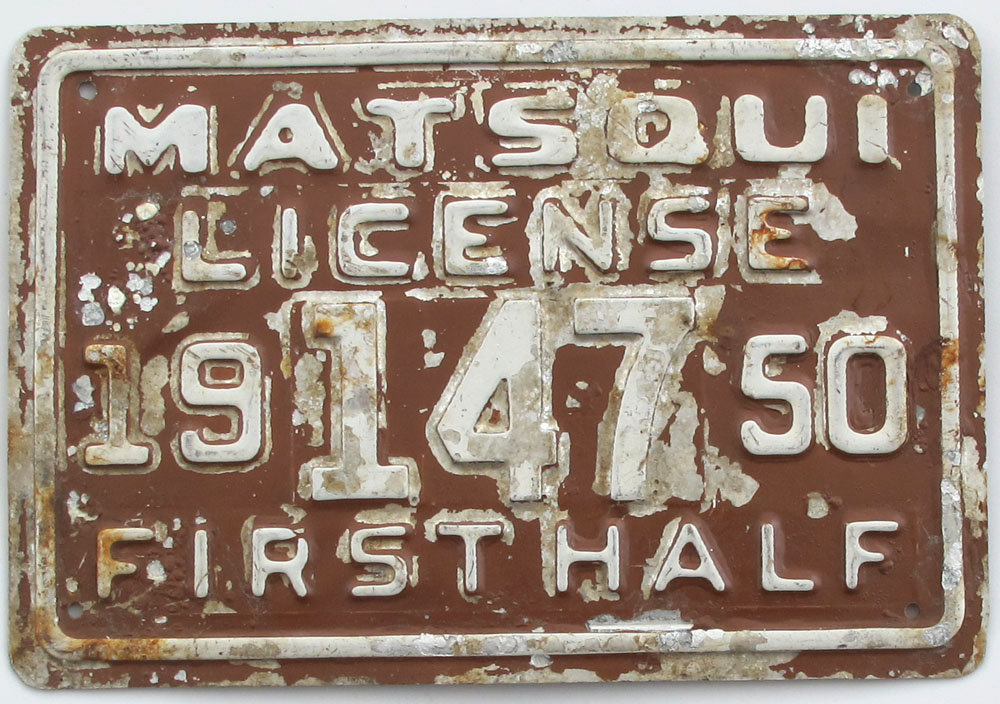 MATSQUI
LICENSE
19 147 50
FIRST HALF